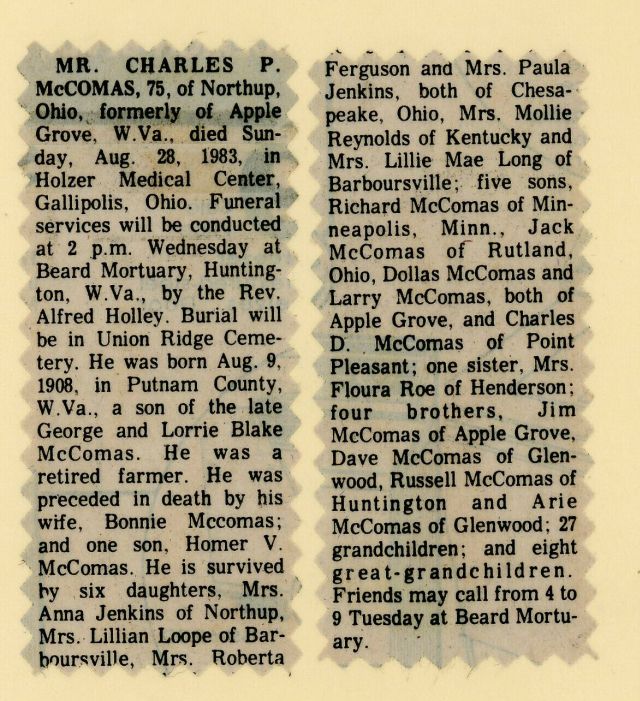 MR. CHARLES P.
McCOMAS, 75, of Northup,
Ohio, formerly of Apple
Grove, W.Va., died Sun-
day, Aug. 28, 1983, in
Holzer Medical Center,
Gallipolis, Ohio. Funeral
services will be conducted
at 2 p.m. Wednesday at
Beard Mortuary, Hunting-
ton, W.Va., by the Rev.
Alfred Holley. Burial will
be in Union Ridge Ceme-
tery. He was born Aug. 9,
1908, in Putnam County,
W.Va., a son of the late
George and Lorrie Blake
McComas. He was a
retired farmer. He was
preceded in death by his
wife, Bonnie Mccomas;
and one son, Homer V.
McComas. He is survived
by six daughters, Mrs.
Anna Jenkins of Northup,
Mrs. Lillian Loope of Bar-
boursville, Mrs. Roberta
Ferguson and Mrs. Paula
Jenkins, both of Chesa-
peake, Ohio, Mrs. Mollie
Reynolds of Kentucky and
Mrs. Lillie Mae Long of
Barboursville; five sons,
Richard McComas of Min-
neapolis, Minn., Jack
McComas of Rutland,
Ohio, Dollas McComas and
Larry McComas, both of
Apple Grove, and Charles
D. McComas of Point
Pleasant; one sister, Mrs.
Floura Roe of Henderson;
four brothers, Jim
McComas of Apple Grove,
Dave McComas of Glen-
wood, Russell McComas of
Huntington and Arie
McComas of Glenwood; 27
grandchildren; and eight
great-grandchildren.
Friends may call from 4 to
9 Tuesday at Beard Mortu-
ary.